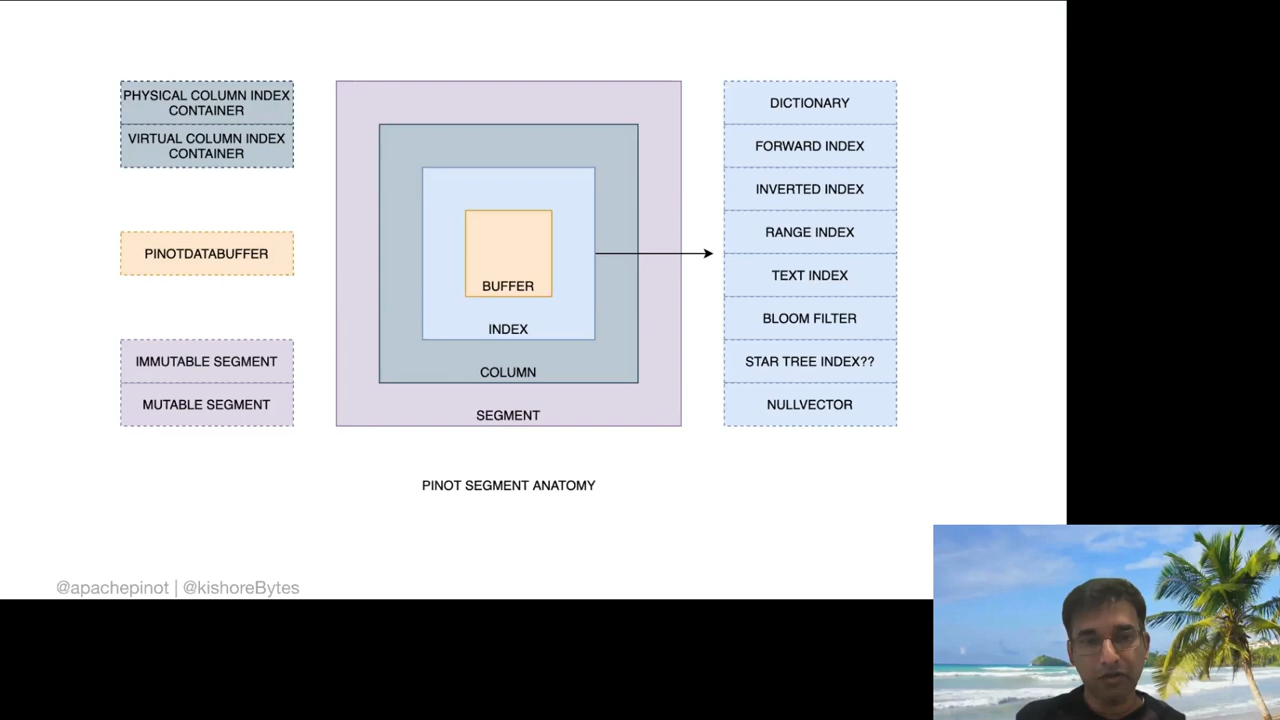 PHYSICAL COLUMN INDEX
CONTAINER
VIRTUAL COLUMN INDEX
CONTAINER
PINOTDATABUFFER
IMMUTABLE SEGMENT
MUTABLE SEGMENT
BUFFER
INDEX
COLUMN
SEGMENT
DICTIONARY
FORWARD INDEX
INVERTED INDEX
RANGE INDEX
TEXT INDEX
BLOOM FILTER
STAR TREE INDEX??
NULLVECTOR
PINOT SEGMENT ANATOMY
@apachepinot | @kishoreBytes